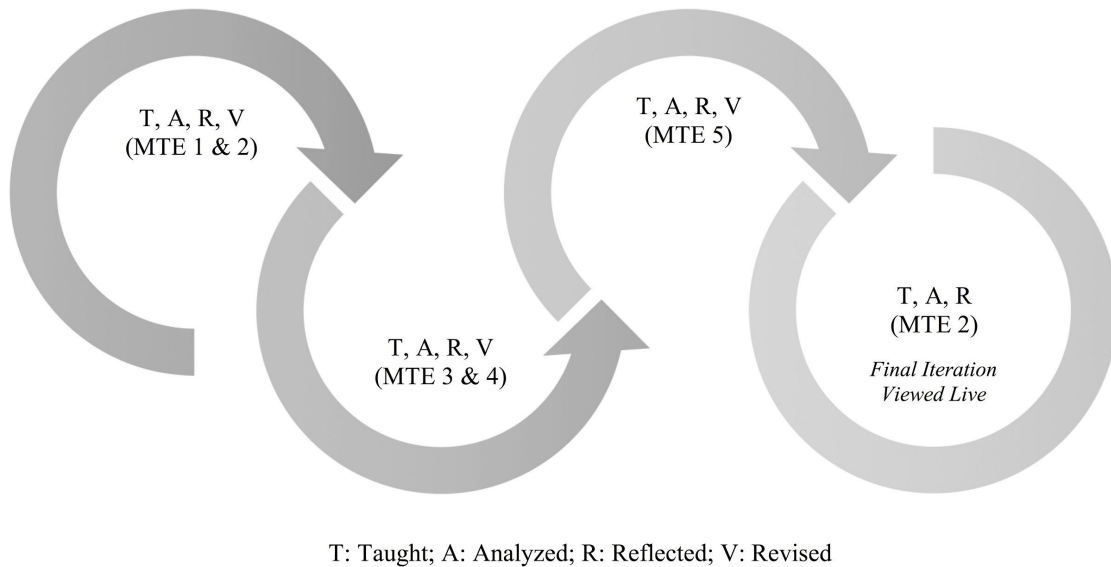 T, A, R, V
(MTE 1 & 2)
T, A, R, V
(MTE 3 & 4)
T, A, R, V
(MTE 5)
T, A, R
(MTE 2)
Final Iteration
Viewed Live
T: Taught; A: Analyzed; R: Reflected; V: Revised